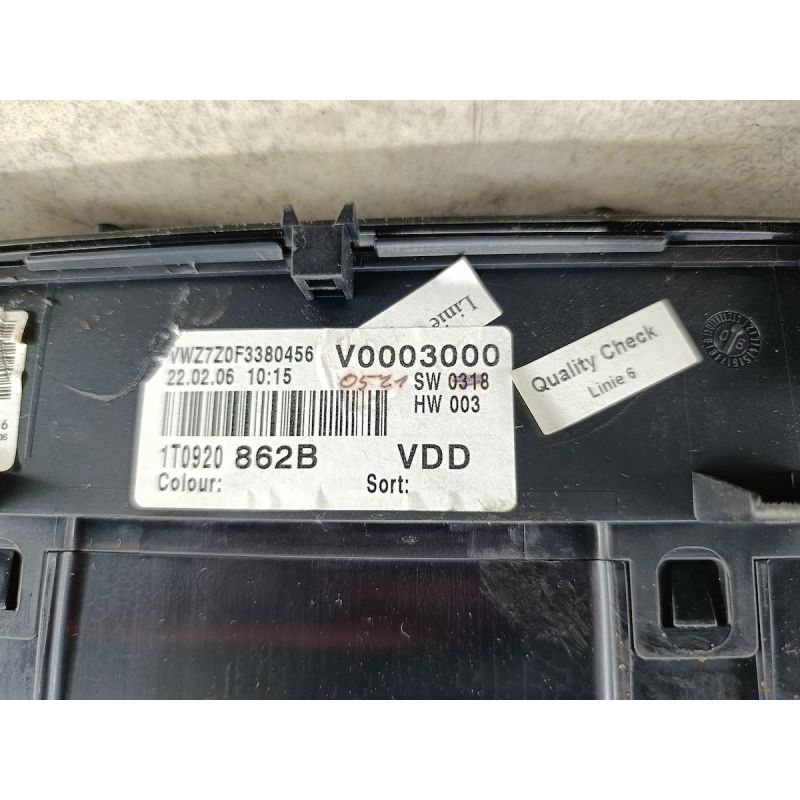 VWZ7Z0F3380456 V0003000
22.02.06 10:15 0521 SW 0318
HW 003
1T0920 862B VDD
Colour: Sort:
Linie
Quality Check
Linie 6